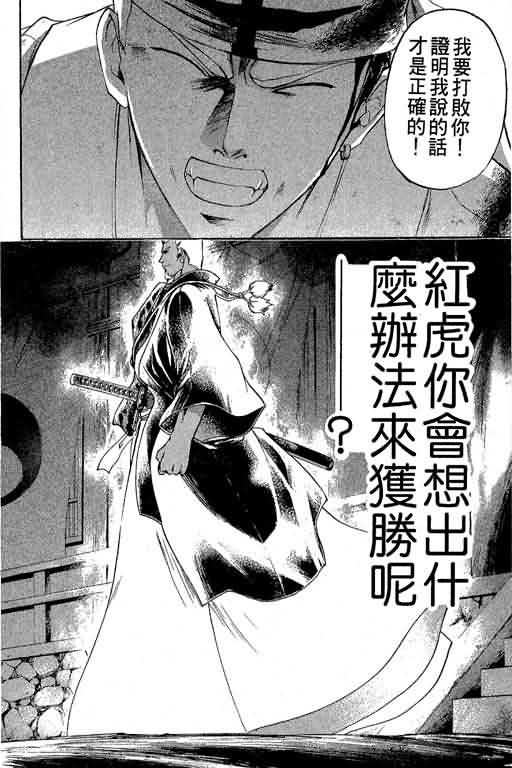 我要打敗你！
證明我說的話
才是正確的！
紅虎你會想出什
麼辦法來獲勝呢
——？